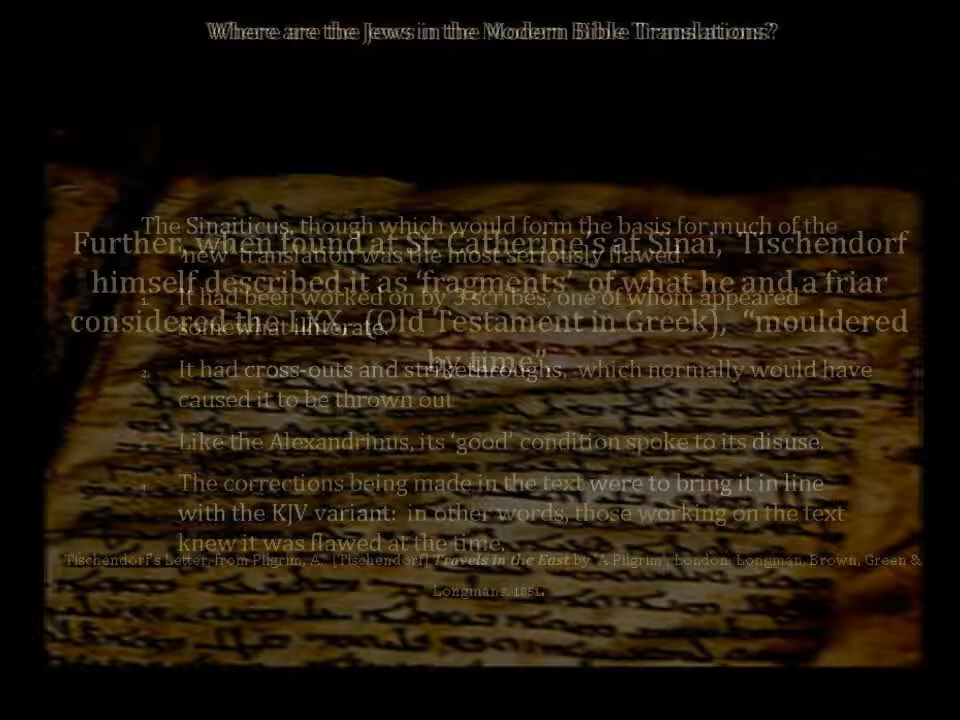 Where are the Jews in the Modern Bible Translations?
The Sinaiticus, though which would form the basis for much of the
'new' translation was the most seriously flawed.
1. It had been worked on by 3 scribes, one of whom appeared
somewhat illiterate.
2. It had cross-outs and strikethroughs, which normally would have
caused it to be thrown out
3. Like the Alexandrinus, its 'good' condition spoke to its disuse.
4. The corrections being made in the text were to bring it in line
with the KJV variant: in other words, those working on the text
knew it was flawed at the time.
Further, when found at St. Catherine's at Sinai, Tischendorf
himself described it as 'fragments' of what he and a friar
considered the LXX, (Old Testament in Greek), "mouldered
by time".
Tischendorf's Letter, from Pilgrim, A. [Tischendorf] Travels in the East by 'A Pilgrim'; London: Longman, Brown, Green &
Longmans. 1851.